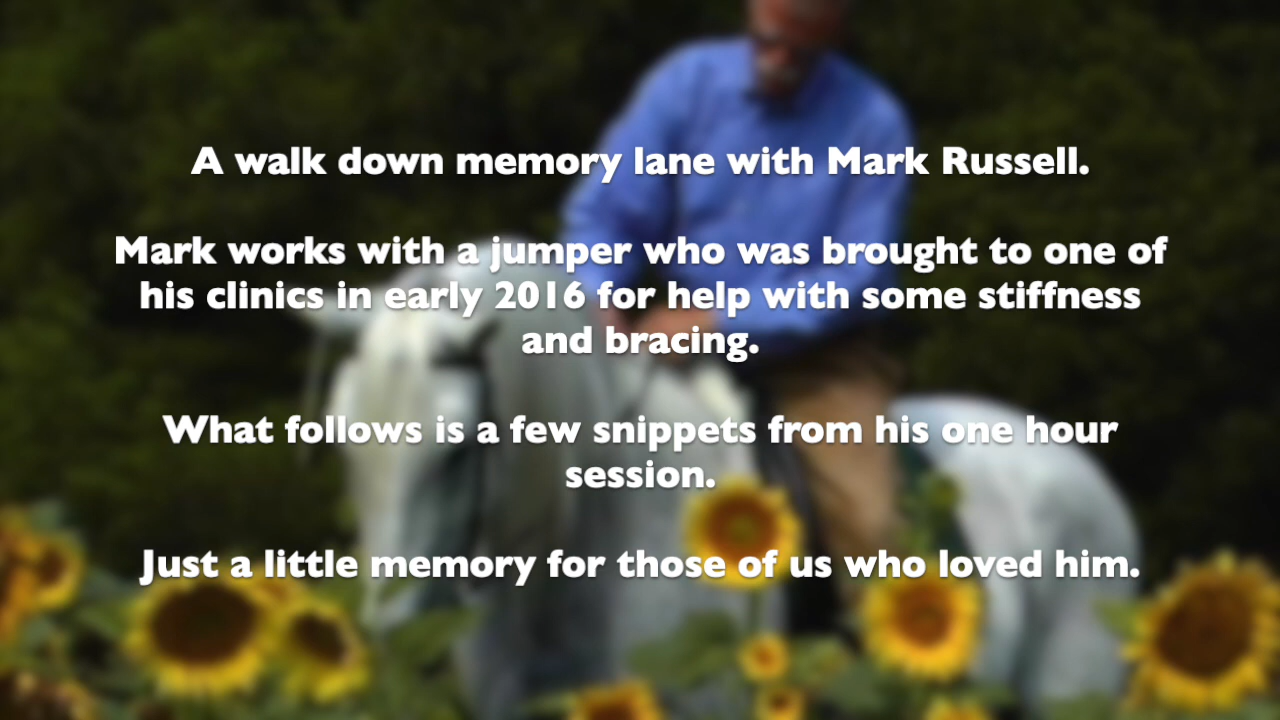 A walk down memory lane with Mark Russell.
Mark works with a jumper who was brought to one of
his clinics in early 2016 for help with some stiffness
and bracing.
What follows is a few snippets from his one hour
session.
Just a little memory for those of us who loved him.